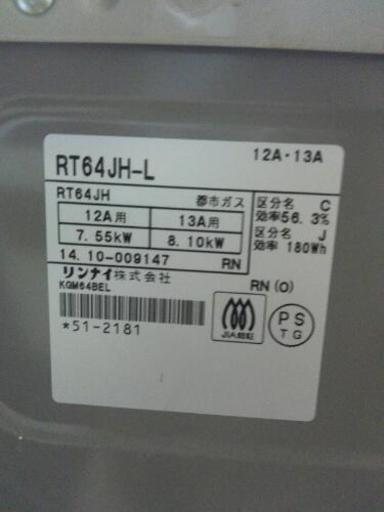 12A・13A
RT64JH-L
RT64JH 都市ガス
12A用 13A用
7.55kW 8.10kW
区分名 C
効率56.3%
区分名 J
効率 180Wh
14.10-009147 RN
リンナイ株式会社
KGM64BEL
RN(O)
*51-2181
JIA認証
PS
TG